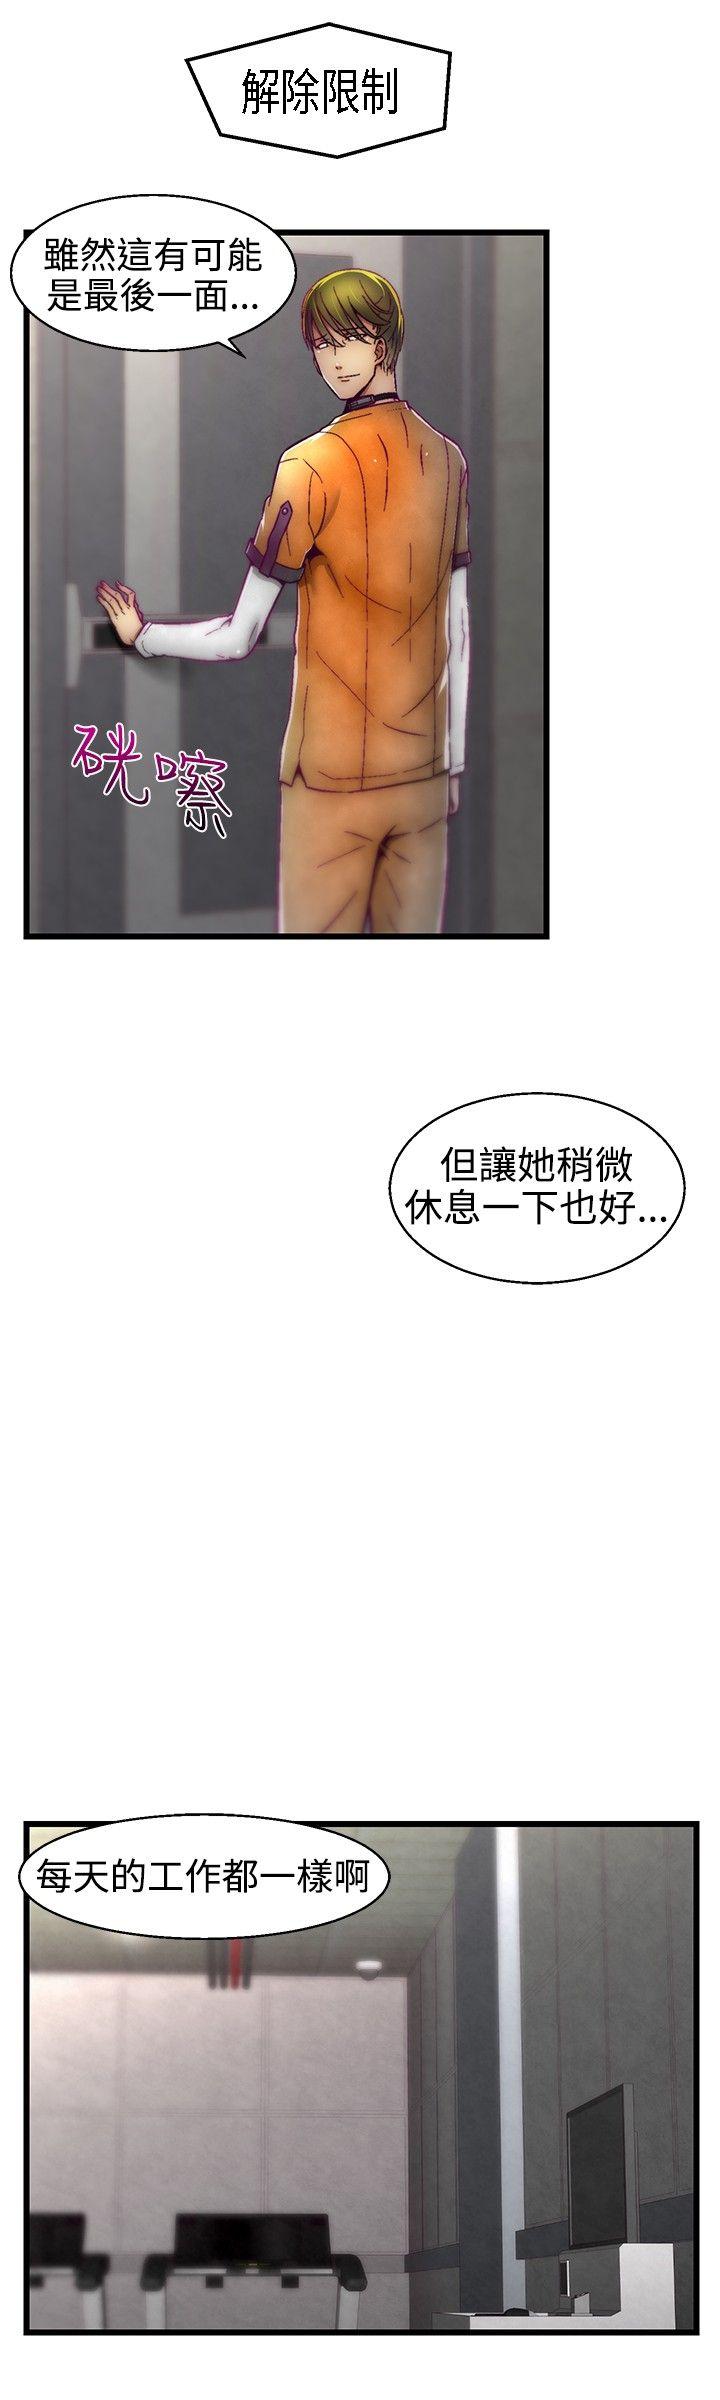 解除限制
雖然這有可能
是最後一面...
硄嚓
但讓她稍微
休息一下也好...
每天的工作都一樣啊